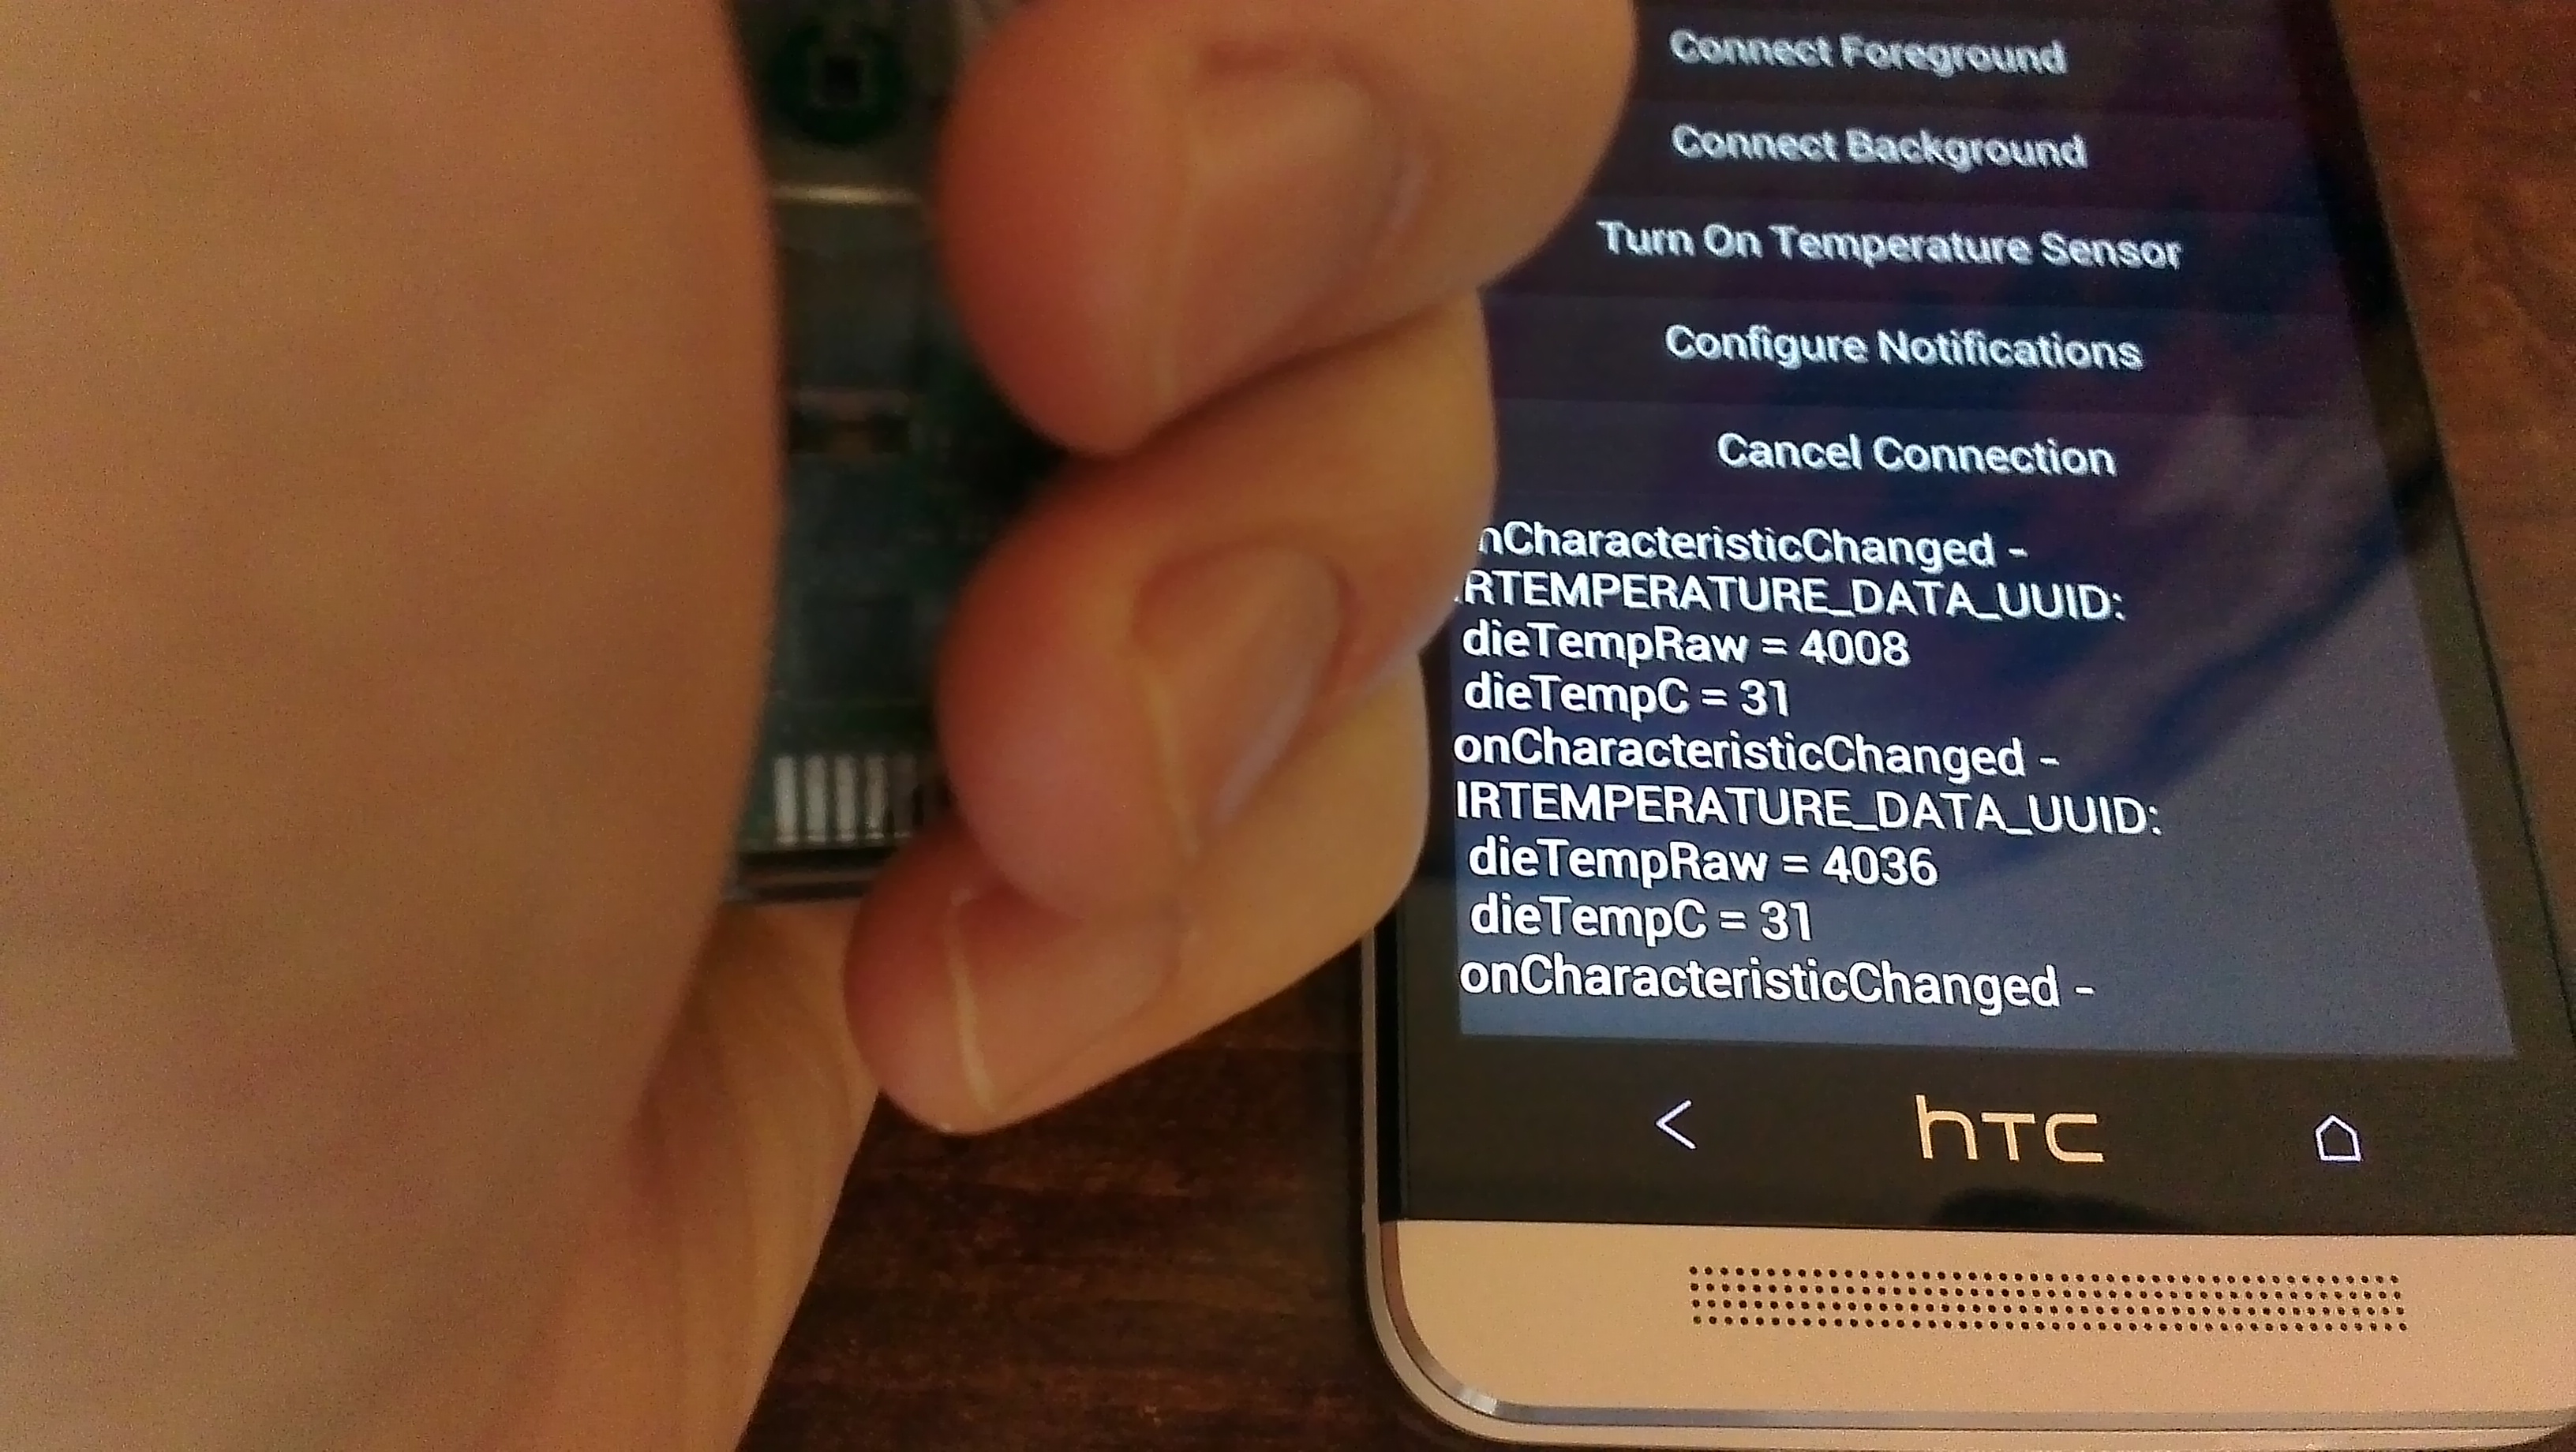 Connect Foreground
Connect Background
Turn On Temperature Sensor
Configure Notifications
Cancel Connection
nCharacteristicChanged -
RTEMPERATURE_DATA_UUID:
dieTempRaw = 4008
dieTempC = 31
onCharacteristicChanged -
IRTEMPERATURE_DATA_UUID:
dieTempRaw = 4036
dieTempC = 31
onCharacteristicChanged -
hTC